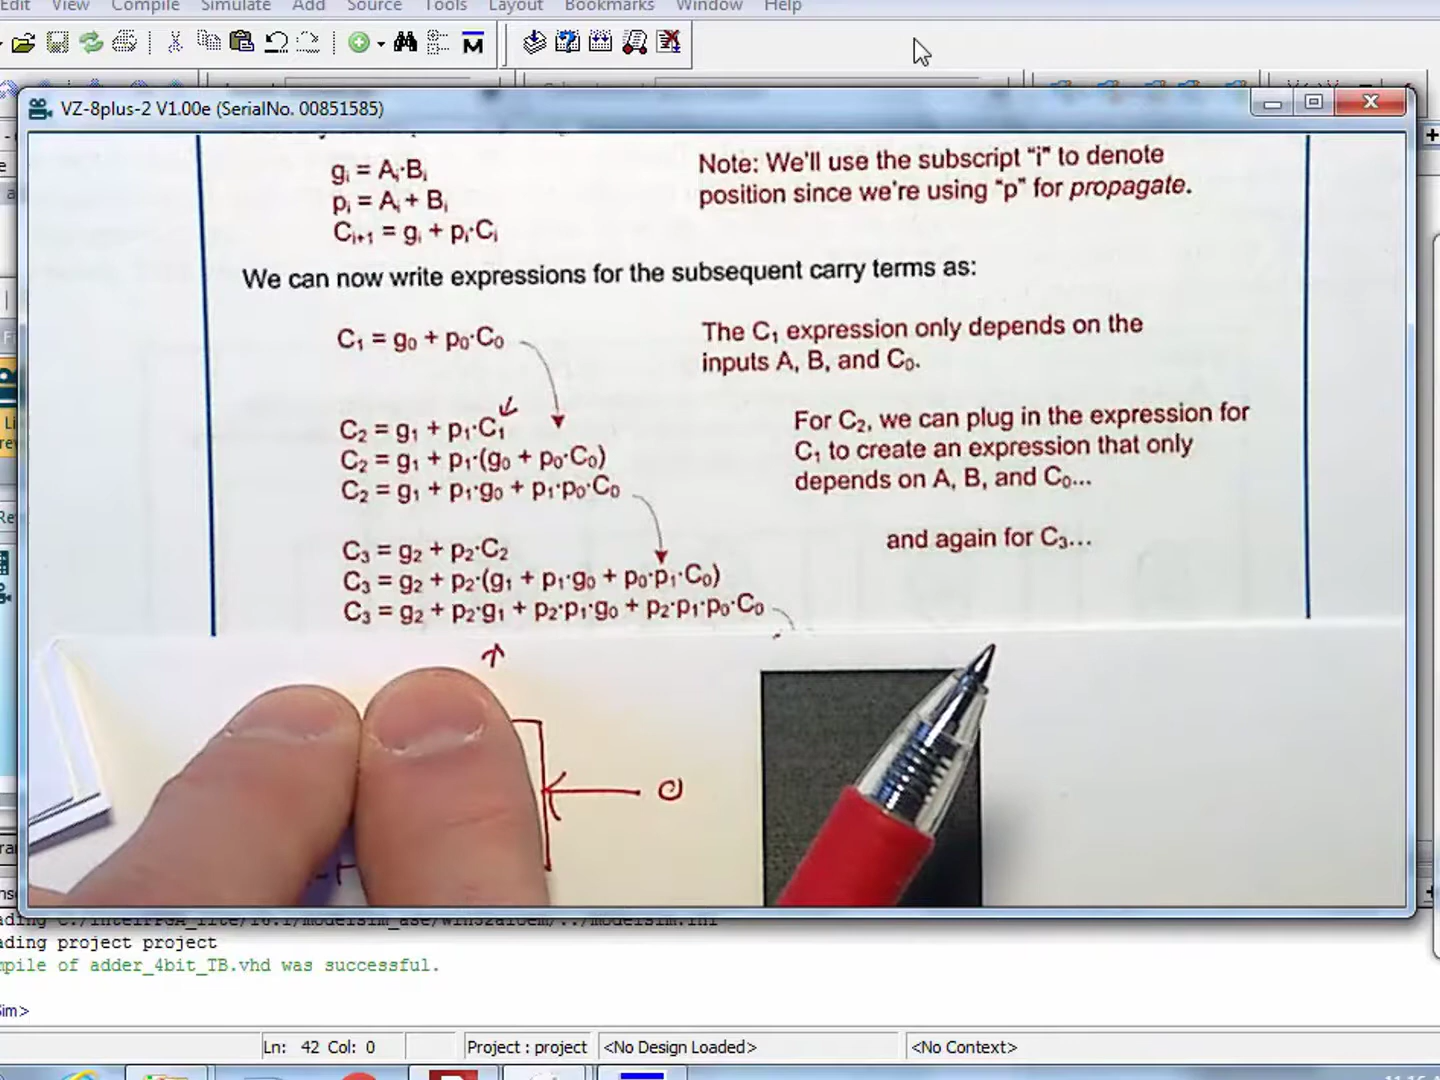 Edit View Compile Simulate Add Source Tools Layout Bookmarks Window Help
VZ-8plus-2 V1.00e (SerialNo. 00851585)
gᵢ = Aᵢ·Bᵢ
pᵢ = Aᵢ + Bᵢ
Cᵢ₊₁ = gᵢ + pᵢ·Cᵢ
Note: We'll use the subscript “i” to denote
position since we're using “p” for propagate.
We can now write expressions for the subsequent carry terms as:
C₁ = g₀ + p₀·C₀
The C₁ expression only depends on the
inputs A, B, and C₀.
C₂ = g₁ + p₁·C₁
C₂ = g₁ + p₁·(g₀ + p₀·C₀)
C₂ = g₁ + p₁·g₀ + p₁·p₀·C₀
For C₂, we can plug in the expression for
C₁ to create an expression that only
depends on A, B, and C₀...
C₃ = g₂ + p₂·C₂
C₃ = g₂ + p₂·(g₁ + p₁·g₀ + p₀·p₁·C₀)
C₃ = g₂ + p₂·g₁ + p₂·p₁·g₀ + p₂·p₁·p₀·C₀
and again for C₃...
0
ading project project
mpile of adder_4bit_TB.vhd was successful.
Sim>
Ln: 42 Col: 0 Project : project <No Design Loaded> <No Context>